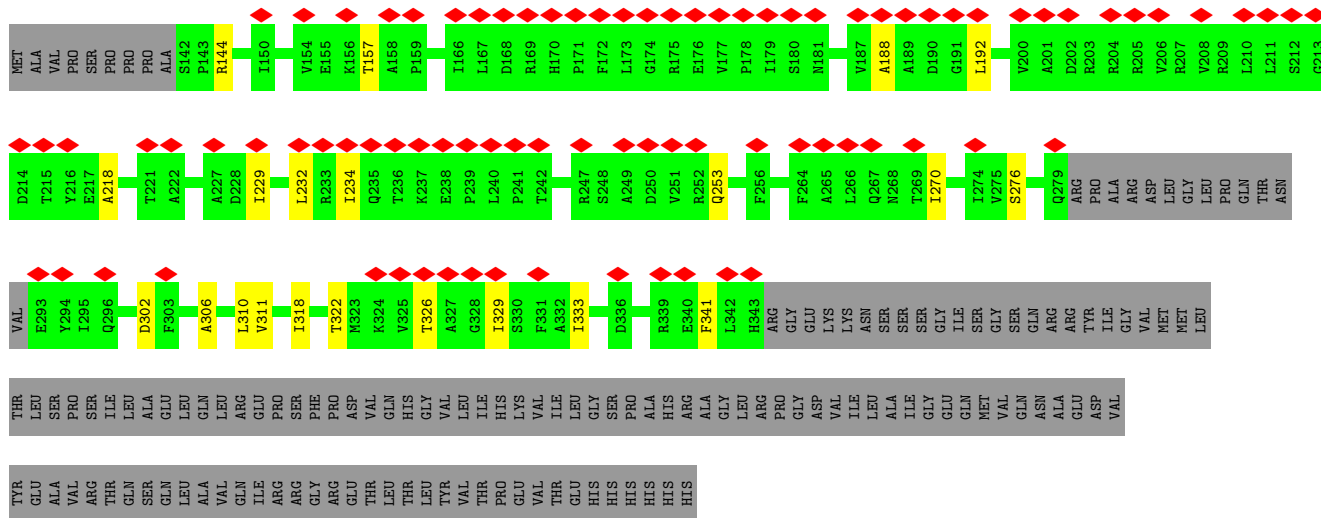 MET ALA VAL PRO SER PRO PRO PRO ALA S142 P143 R144 I150 V154 E155 K156 T157 A158 P159 I166 L167 D168 R169 H170 P171 F172 L173 G174 R175 E176 V177 P178 I179 S180 N181 V187 A188 A189 D190 G191 L192 V200 A201 D202 R203 R204 R205 V206 R207 V208 R209 L210 L211 S212 G213
D214 T215 Y216 E217 A218 T221 A222 A227 D228 I229 L232 R233 I234 Q235 T236 K237 E238 P239 L240 P241 T242 R247 S248 A249 D250 V251 R252 Q253 F256 F264 A265 L266 Q267 N268 T269 I270 I274 V275 S276 Q279 ARG PRO ALA ARG ASP LEU GLY LEU PRO GLN THR ASN
VAL E293 Y294 I295 Q296 D302 F303 A306 L310 V311 I318 T322 M323 K324 V325 T326 A327 G328 I329 S330 F331 A332 I333 D336 R339 E340 F341 L342 H343 ARG GLY GLU LYS LYS ASN SER SER SER GLY ILE SER GLY SER GLN ARG ARG TYR ILE GLY VAL MET MET LEU
THR LEU SER PRO SER ILE LEU ALA GLU LEU GLN LEU ARG GLU PRO SER PHE PRO ASP VAL GLN HIS GLY VAL LEU ILE HIS LYS VAL ILE LEU GLY SER PRO ALA HIS ARG ALA GLY LEU ARG PRO GLY ASP VAL ILE LEU ALA ILE GLY GLU GLN MET VAL GLN ASN ALA GLU ASP VAL
TYR GLU ALA VAL ARG THR GLN SER GLN LEU ALA VAL GLN ILE ARG ARG GLY ARG GLU THR LEU THR LEU TYR VAL THR PRO GLU VAL THR GLU HIS HIS HIS HIS HIS HIS